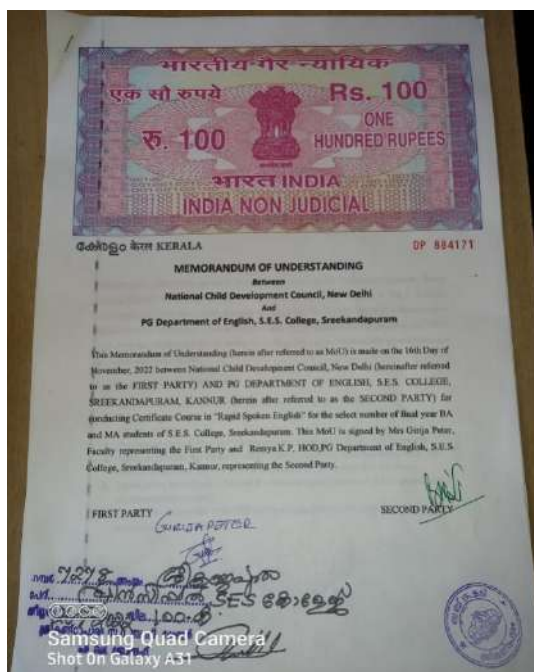 भारतीय गैर न्यायिक
एक सौ रुपये
Rs. 100
रु. 100
ONE
HUNDRED RUPEES
भारत INDIA
INDIA NON JUDICIAL
കേരളം केरल KERALA
DP 884171
MEMORANDUM OF UNDERSTANDING
Between
National Child Development Council, New Delhi
And
PG Department of English, S.E.S. College, Sreekandapuram
This Memorandum of Understanding (herein after referred to as MoU) is made on the 16th Day of
November, 2022 between National Child Development Council, New Delhi (hereinafter referred
to as the FIRST PARTY) AND PG DEPARTMENT OF ENGLISH, S.E.S. COLLEGE,
SREEKANDAPURAM, KANNUR (herein after referred to as the SECOND PARTY) for
conducting Certificate Course in "Rapid Spoken English" for the select number of final year BA
and MA students of S.E.S. College, Sreekandapuram. This MoU is signed by Mrs Girija Peter,
Faculty representing the First Party and Remya K P, HOD,PG Department of English, S.E.S.
College, Sreekandapuram, Kannur, representing the Second Party.
FIRST PARTY
SECOND PARTY
GIRIJA PETER
7278
SES കോളേജ്
Samsung Quad Camera
Shot On Galaxy A31